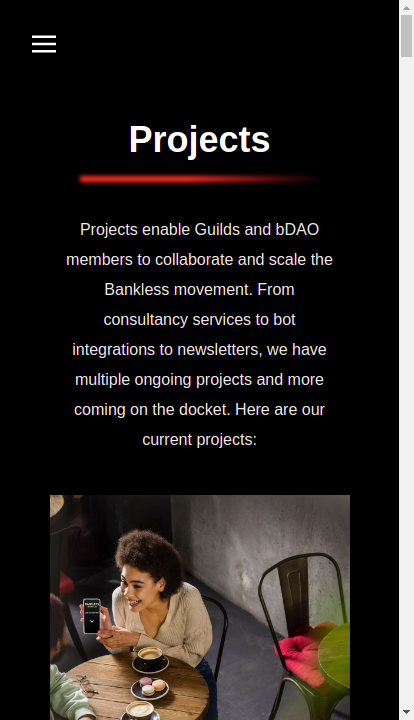 Projects
Projects enable Guilds and bDAO
members to collaborate and scale the
Bankless movement. From
consultancy services to bot
integrations to newsletters, we have
multiple ongoing projects and more
coming on the docket. Here are our
current projects:
BANKLESS